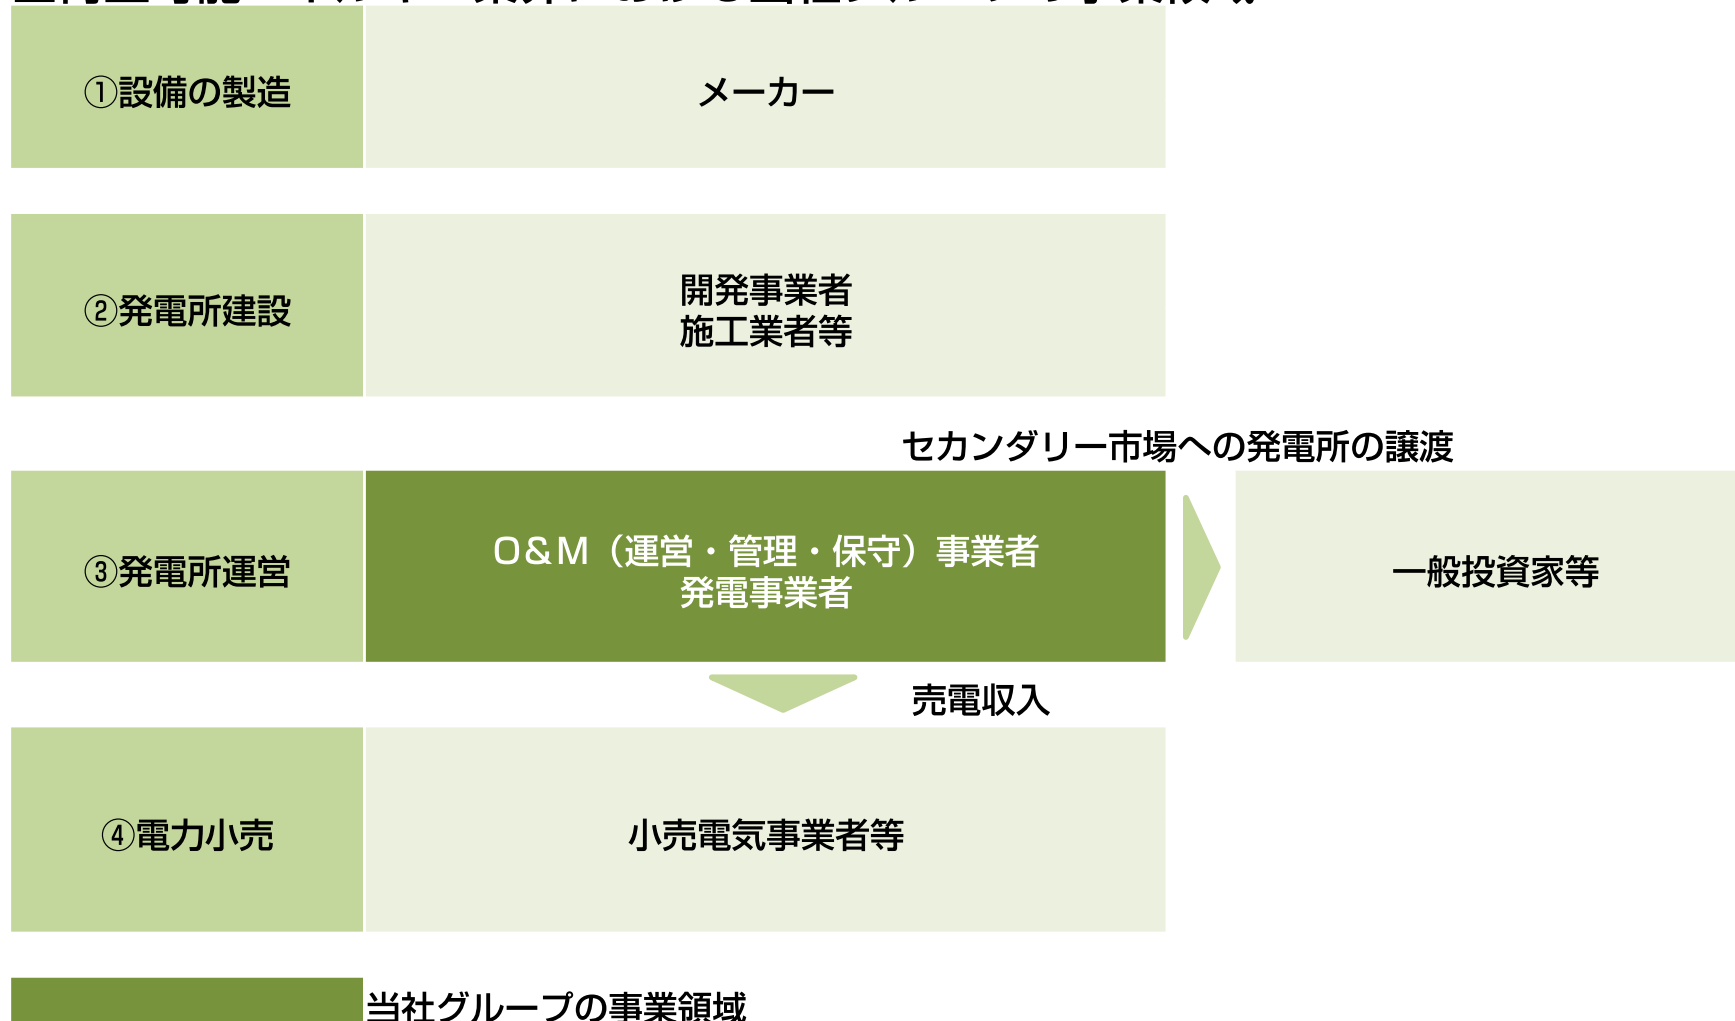 ①設備の製造
メーカー
②発電所建設
開発事業者
施工業者等
セカンダリー市場への発電所の譲渡
③発電所運営
O&M（運営・管理・保守）事業者
発電事業者
一般投資家等
売電収入
④電力小売
小売電気事業者等
当社グループの事業領域